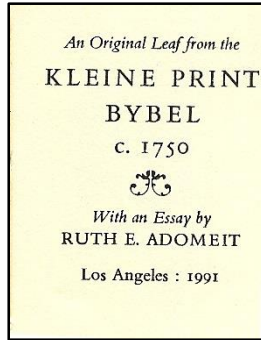 An Original Leaf from the
KLEINE PRINT
BYBEL
c. 1750
With an Essay by
RUTH E. ADOMEIT
Los Angeles : 1991